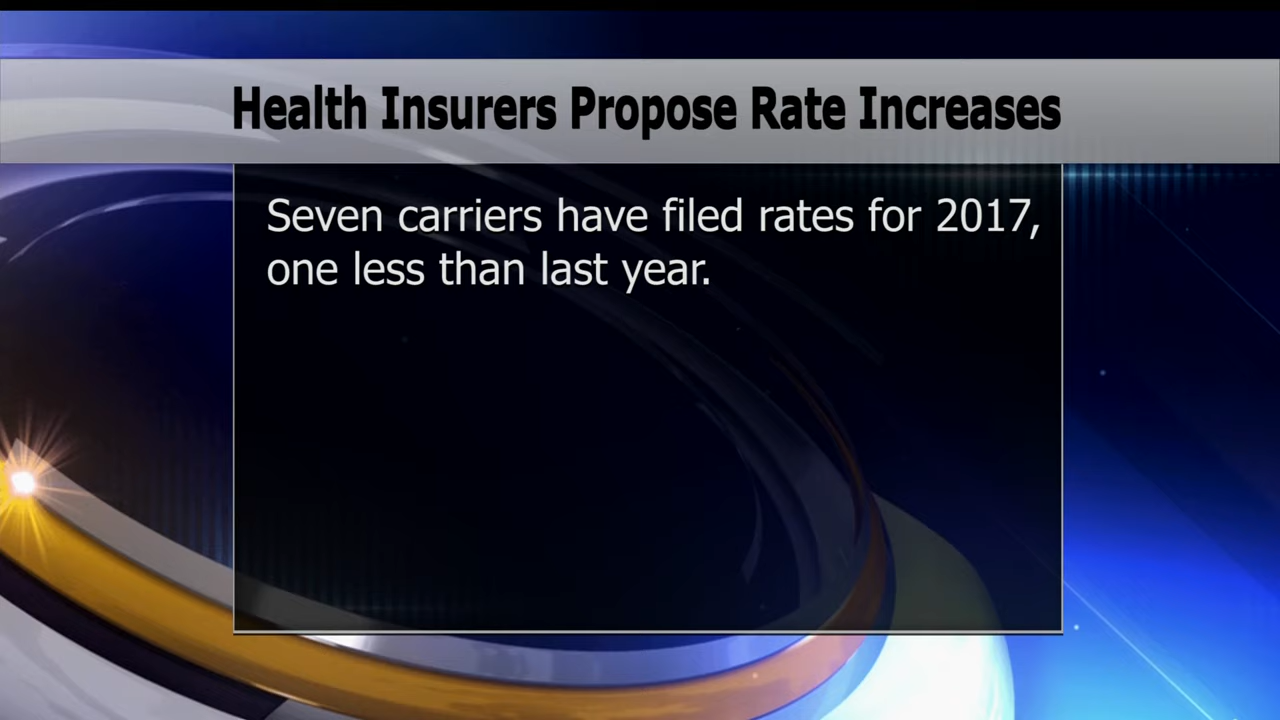 Health Insurers Propose Rate Increases
Seven carriers have filed rates for 2017,
one less than last year.